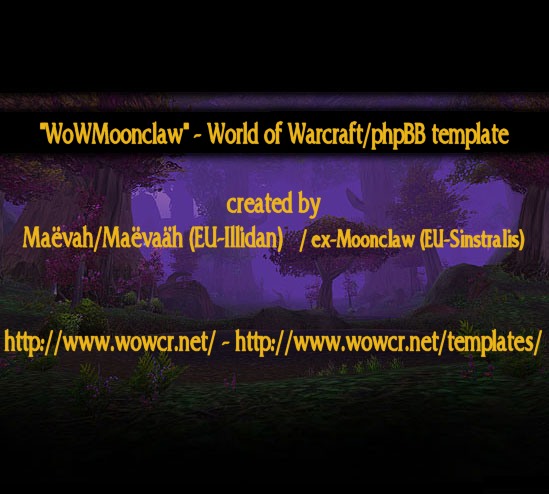 "WoWMoonclaw" - World of Warcraft/phpBB template
created by
Maëvah/Maëvaäh (EU-Illidan) / ex-Moonclaw (EU-Sinstralis)
http://www.wowcr.net/ - http://www.wowcr.net/templates/